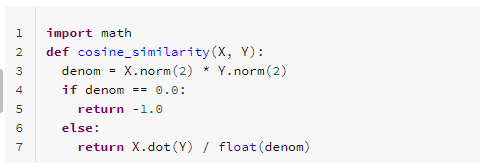 1 import math
2 def cosine_similarity(X, Y):
3   denom = X.norm(2) * Y.norm(2)
4   if denom == 0.0:
5     return -1.0
6   else:
7     return X.dot(Y) / float(denom)